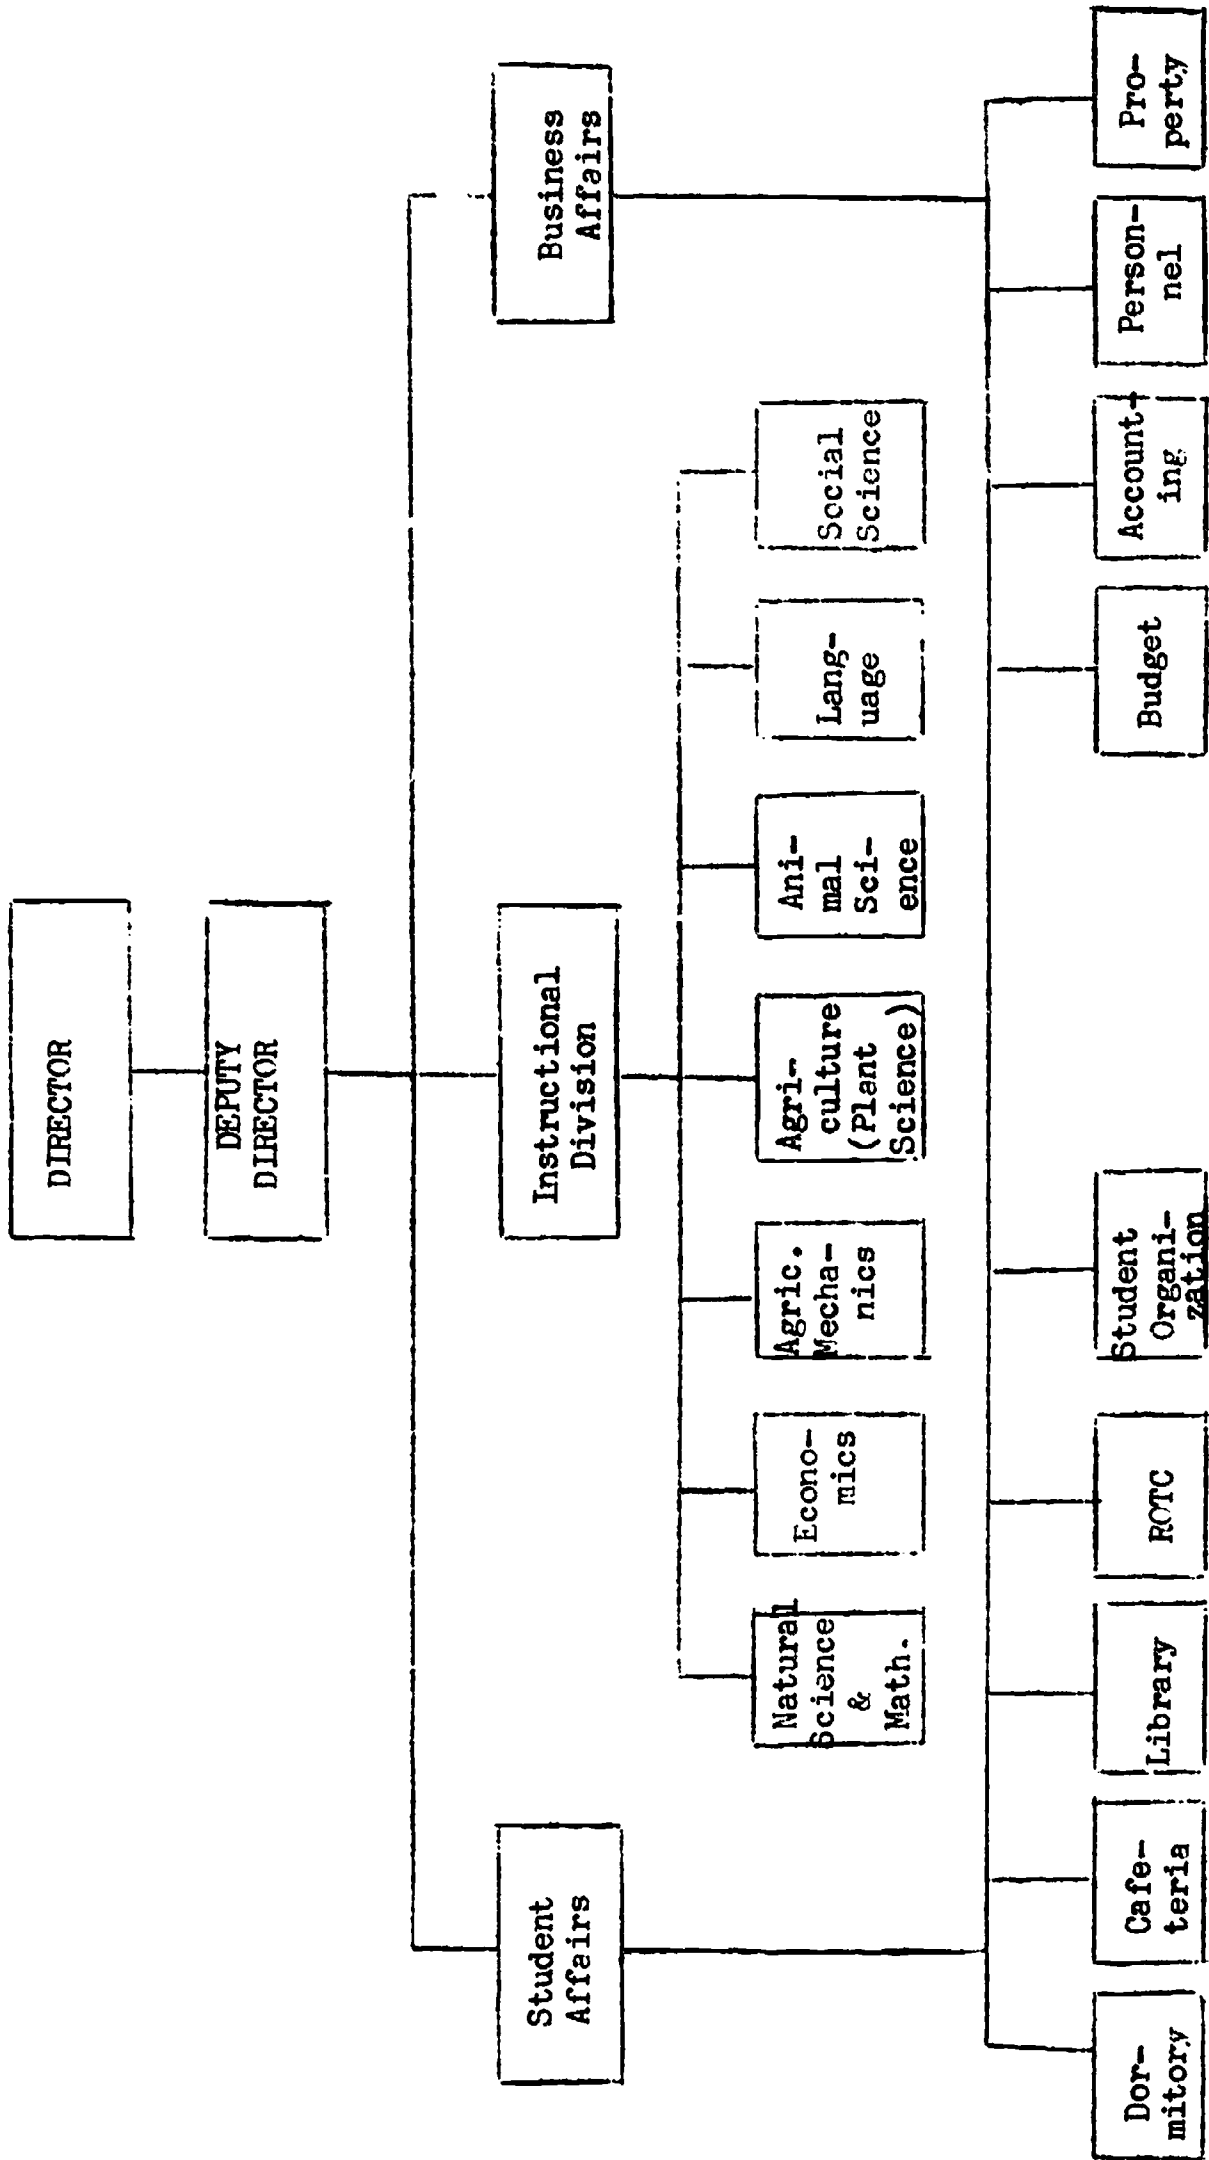 DIRECTOR
DEPUTY
DIRECTOR
Student
Affairs
Instructional
Division
Business
Affairs
Natural
Science
&
Math.
Econo-
mics
Agric.
Mecha-
nics
Agri-
culture
(Plant
Science)
Ani-
mal
Sci-
ence
Lang-
uage
Social
Science
Dor-
mitory
Cafe-
teria
Library
ROTC
Student
Organi-
zation
Budget
Account-
ing
Person-
nel
Pro-
perty